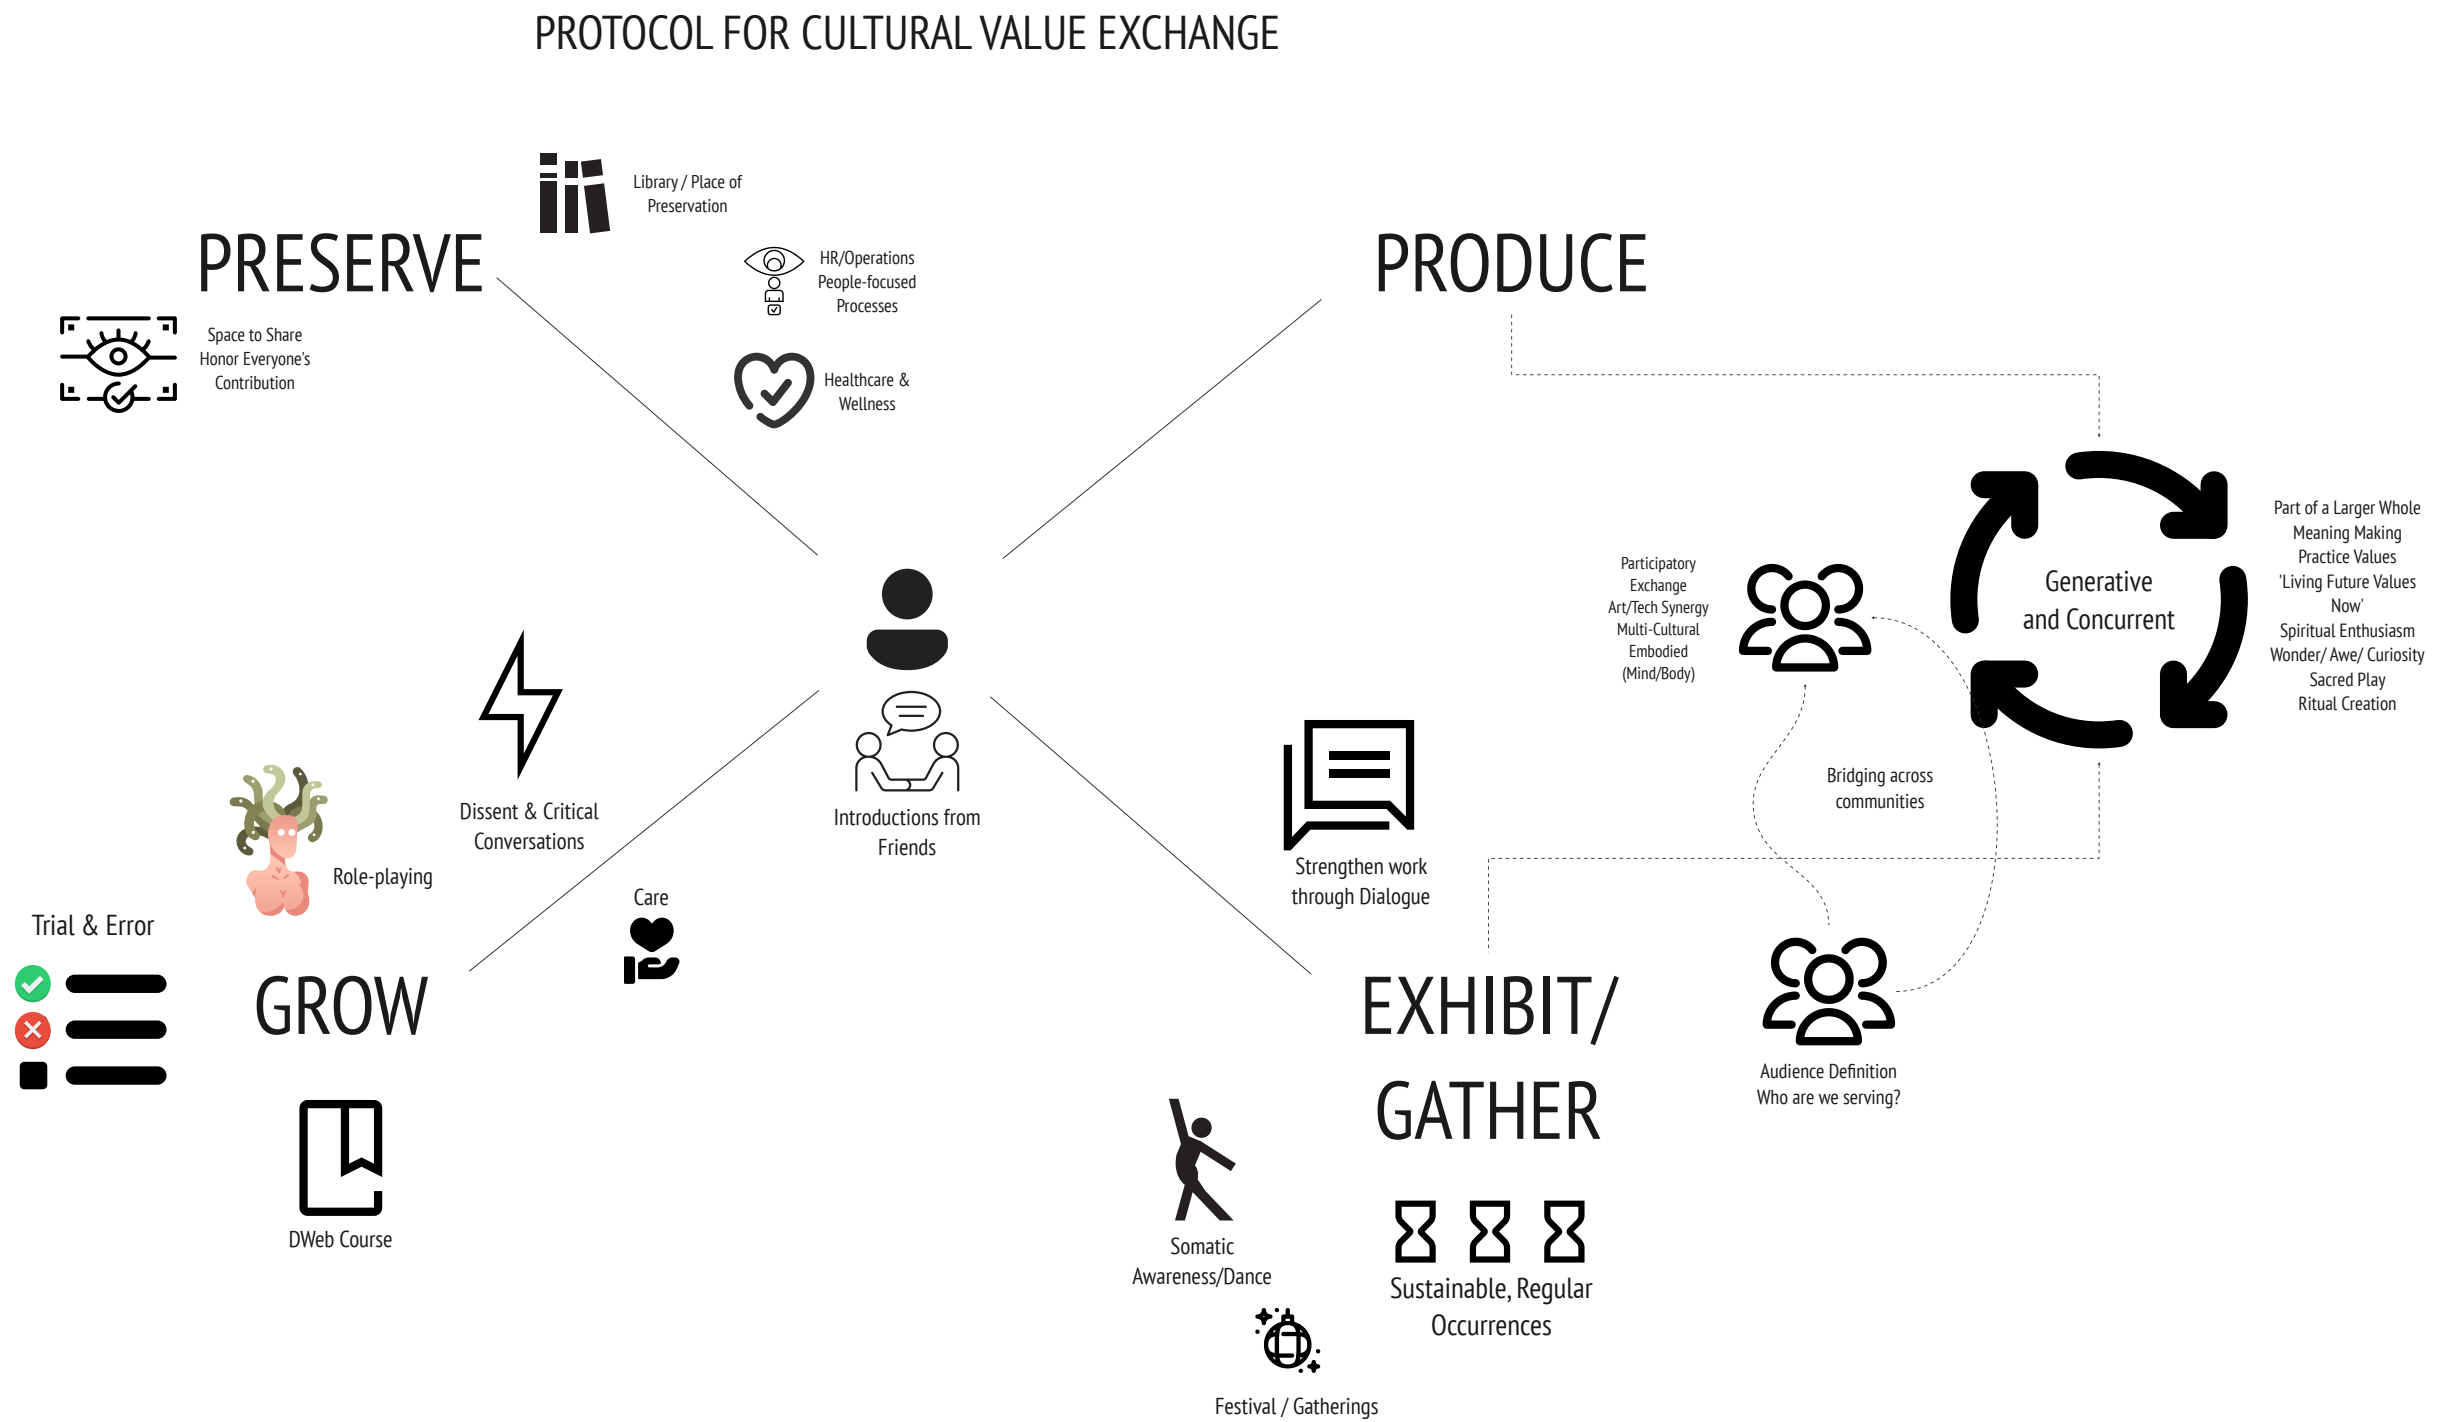 PROTOCOL FOR CULTURAL VALUE EXCHANGE
Library / Place of
Preservation
PRESERVE
HR/Operations
People-focused
Processes
Space to Share
Honor Everyone's
Contribution
Healthcare &
Wellness
PRODUCE
Generative
and Concurrent
Part of a Larger Whole
Meaning Making
Practice Values
'Living Future Values
Now'
Spiritual Enthusiasm
Wonder/ Awe/ Curiosity
Sacred Play
Ritual Creation
Participatory
Exchange
Art/Tech Synergy
Multi-Cultural
Embodied
(Mind/Body)
Bridging across
communities
Introductions from
Friends
Dissent & Critical
Conversations
Role-playing
Trial & Error
Care
GROW
DWeb Course
Strengthen work
through Dialogue
EXHIBIT/
GATHER
Audience Definition
Who are we serving?
Somatic
Awareness/Dance
Sustainable, Regular
Occurrences
Festival / Gatherings